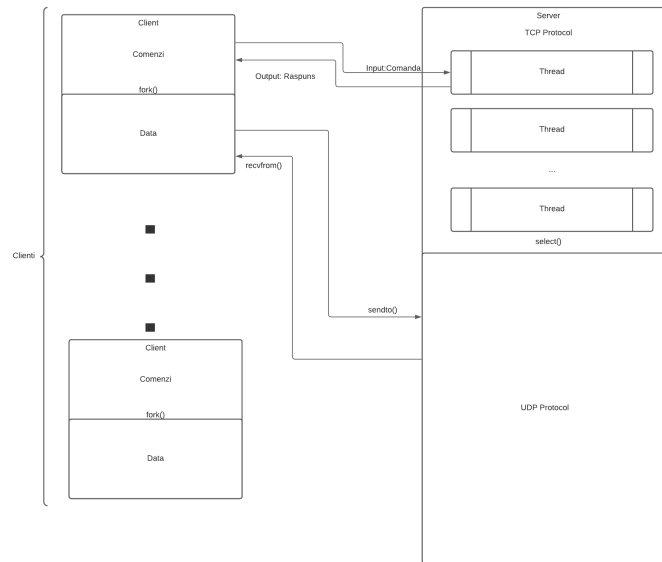 Client
Comenzi
fork()
Data
Input:Comanda
Output: Raspuns
recvfrom()
sendto()
Clienti
Client
Comenzi
fork()
Data
Server
TCP Protocol
Thread
Thread
...
Thread
select()
UDP Protocol